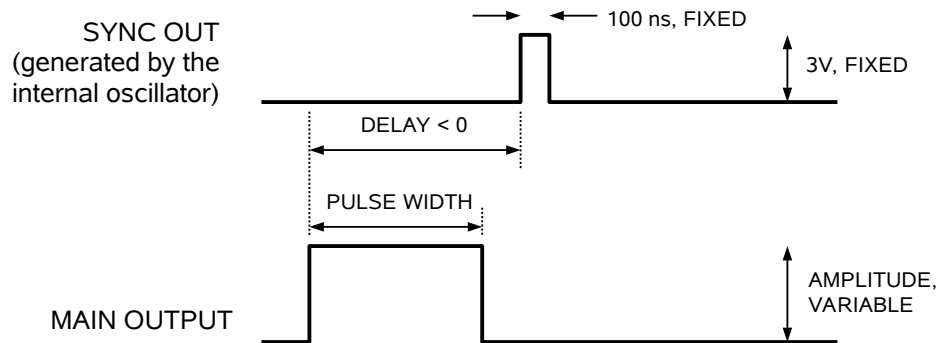 100 ns, FIXED
SYNC OUT
(generated by the
internal oscillator)
3V, FIXED
DELAY < 0
PULSE WIDTH
AMPLITUDE,
VARIABLE
MAIN OUTPUT